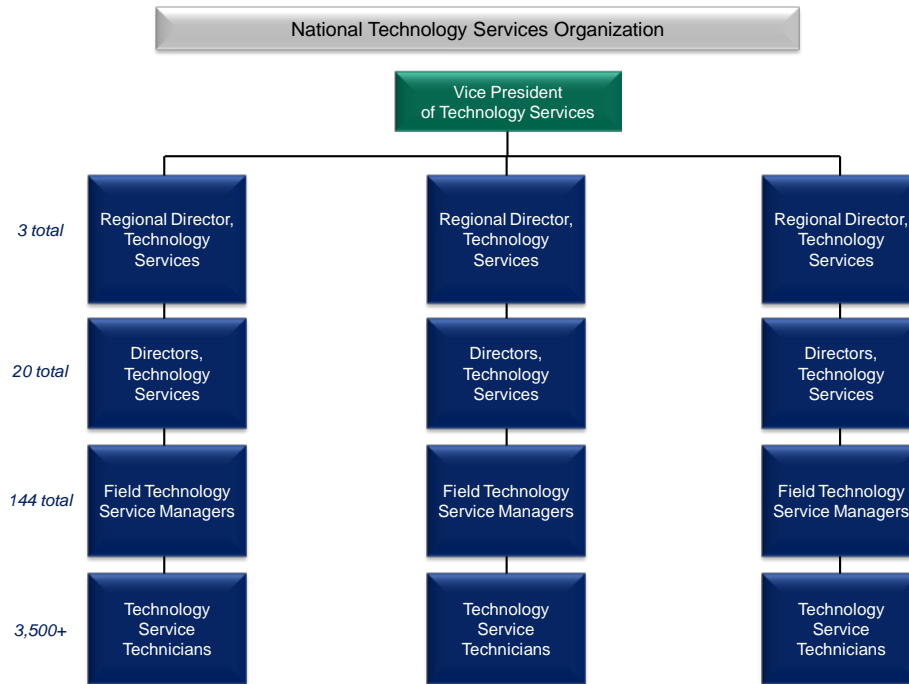 National Technology Services Organization
Vice President
of Technology Services
3 total
Regional Director,
Technology
Services
Regional Director,
Technology
Services
Regional Director,
Technology
Services
20 total
Directors,
Technology
Services
Directors,
Technology
Services
Directors,
Technology
Services
144 total
Field Technology
Service Managers
Field Technology
Service Managers
Field Technology
Service Managers
3,500+
Technology
Service
Technicians
Technology
Service
Technicians
Technology
Service
Technicians